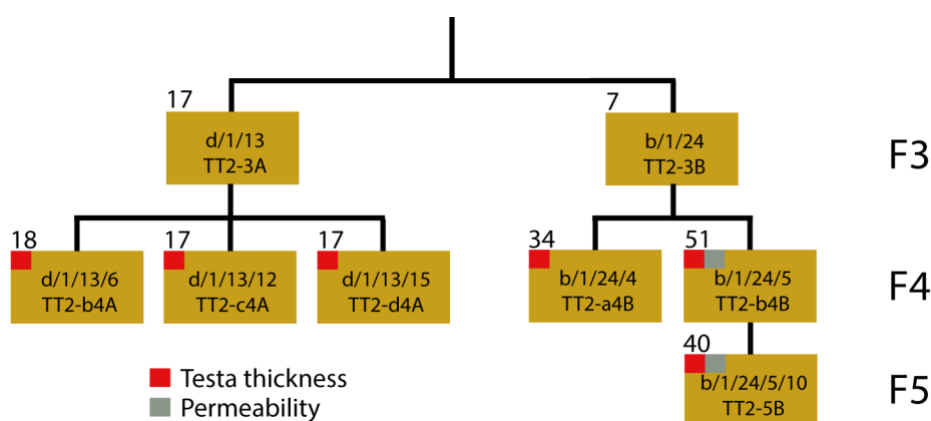 17
7
d/1/13
TT2-3A
b/1/24
TT2-3B
F3
18
17
17
34
51
d/1/13/6
TT2-b4A
d/1/13/12
TT2-c4A
d/1/13/15
TT2-d4A
b/1/24/4
TT2-a4B
b/1/24/5
TT2-b4B
F4
40
b/1/24/5/10
TT2-5B
F5
Testa thickness
Permeability